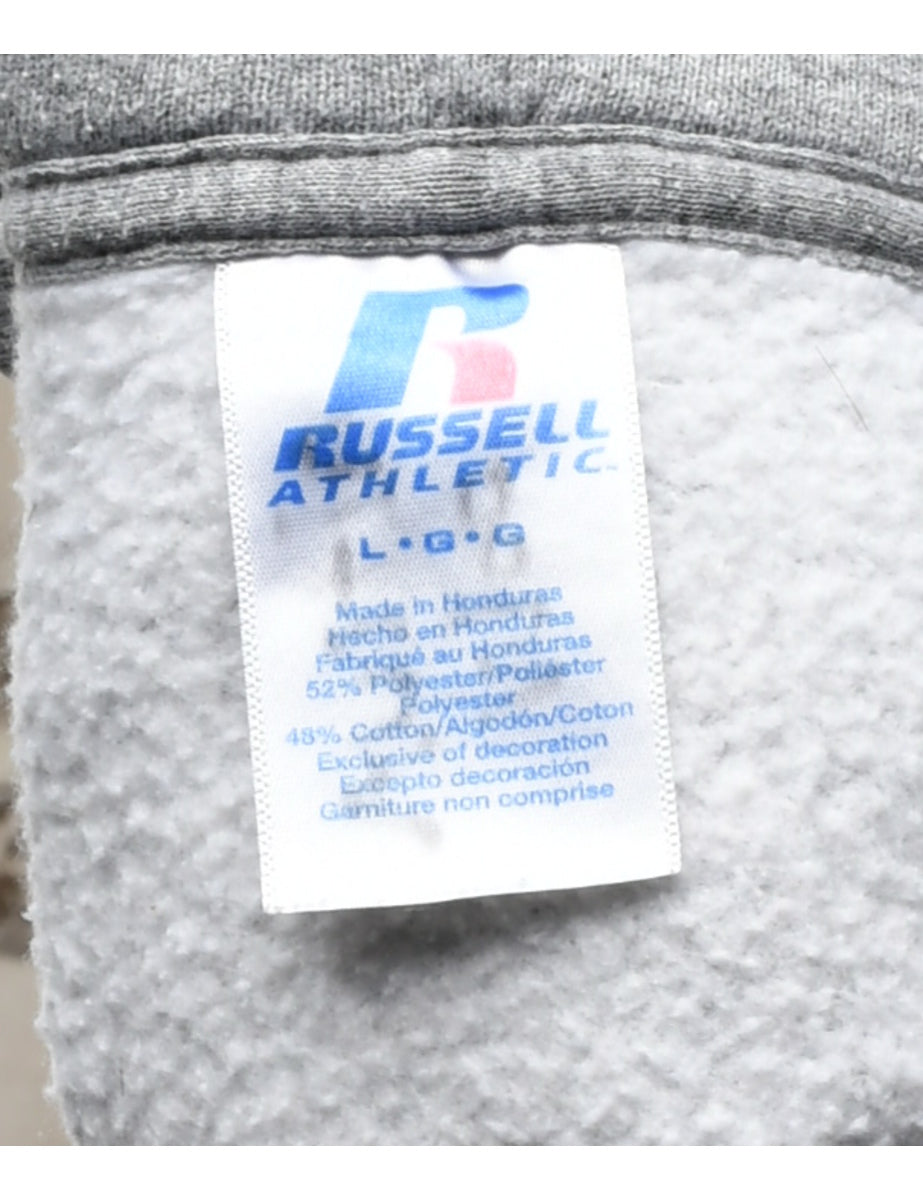 R
RUSSELL
ATHLETIC™
L•G•G
Made in Honduras
Hecho en Honduras
Fabriqué au Honduras
52% Polyester/Poliéster
Polyester
48% Cotton/Algodón/Coton
Exclusive of decoration
Excepto decoración
Garniture non comprise